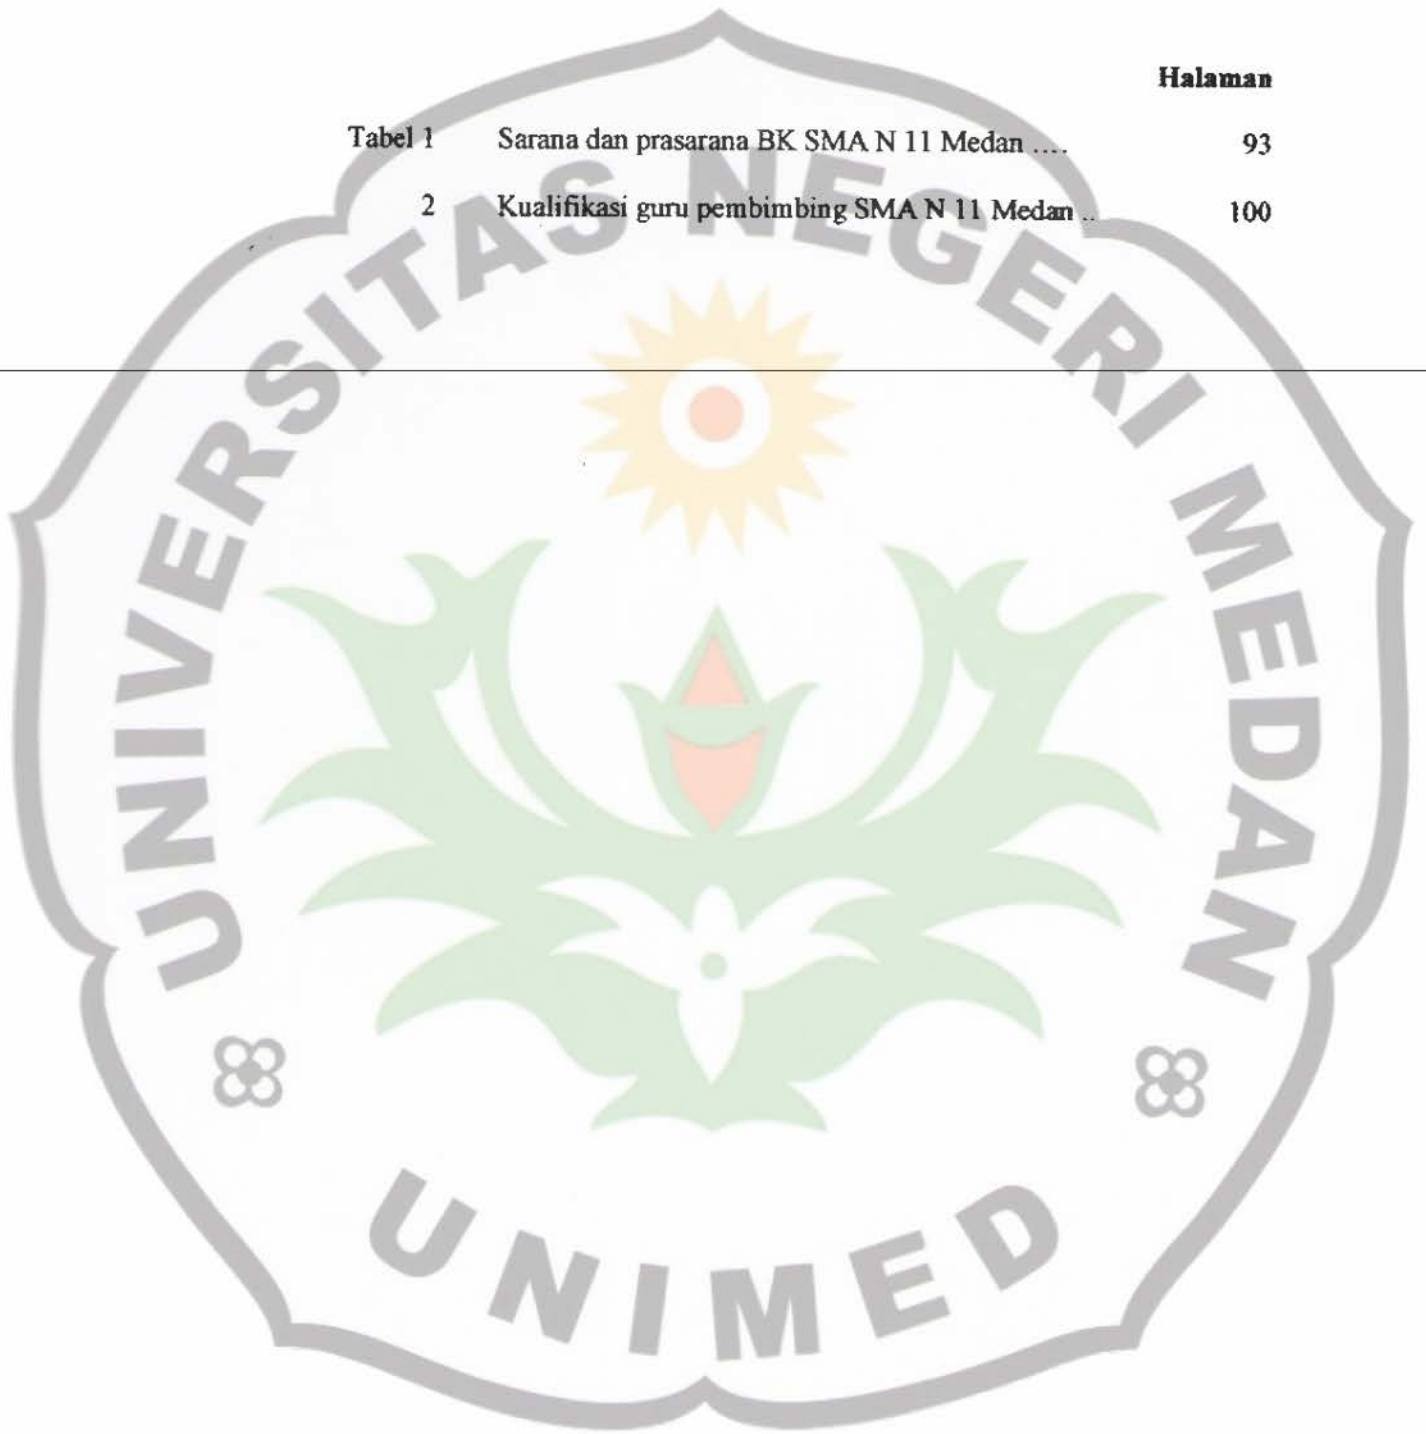 Halaman
Tabel 1 Sarana dan prasarana BK SMA N 11 Medan ....
93
2 Kualifikasi guru pembimbing SMA N 11 Medan ..
100
UNIVERSITAS NEGERI MEDAN
UNIMED